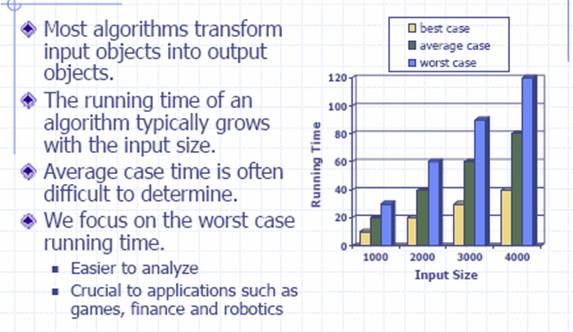 Most algorithms transform
input objects into output
objects.
The running time of an
algorithm typically grows
with the input size.
Average case time is often
difficult to determine.
We focus on the worst case
running time.
Easier to analyze
Crucial to applications such as
games, finance and robotics
best case
average case
worst case
120
100
80
60
40
20
0
Running Time
1000 2000 3000 4000
Input Size